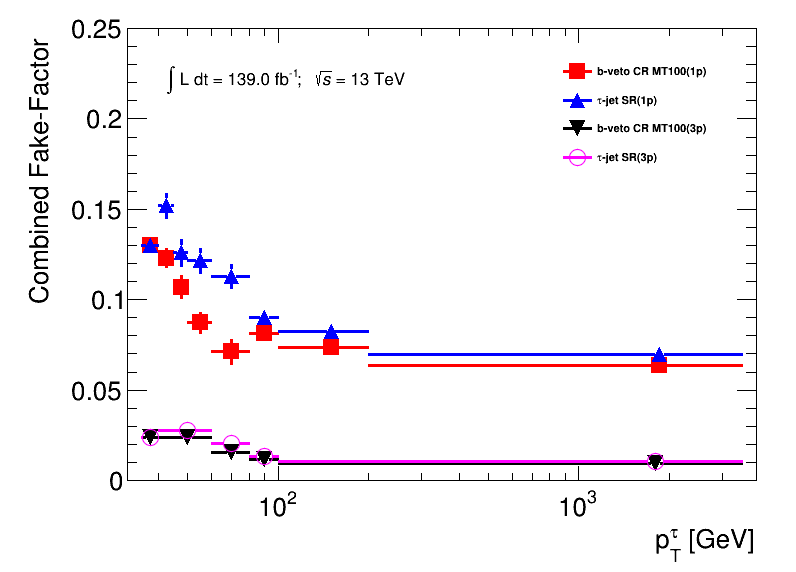 0.25
∫ L dt = 139.0 fb⁻¹; √s = 13 TeV
b-veto CR MT100(1p)
τ-jet SR(1p)
b-veto CR MT100(3p)
τ-jet SR(3p)
0.2
0.15
0.1
0.05
0
Combined Fake-Factor
10² 10³
p_T^τ [GeV]